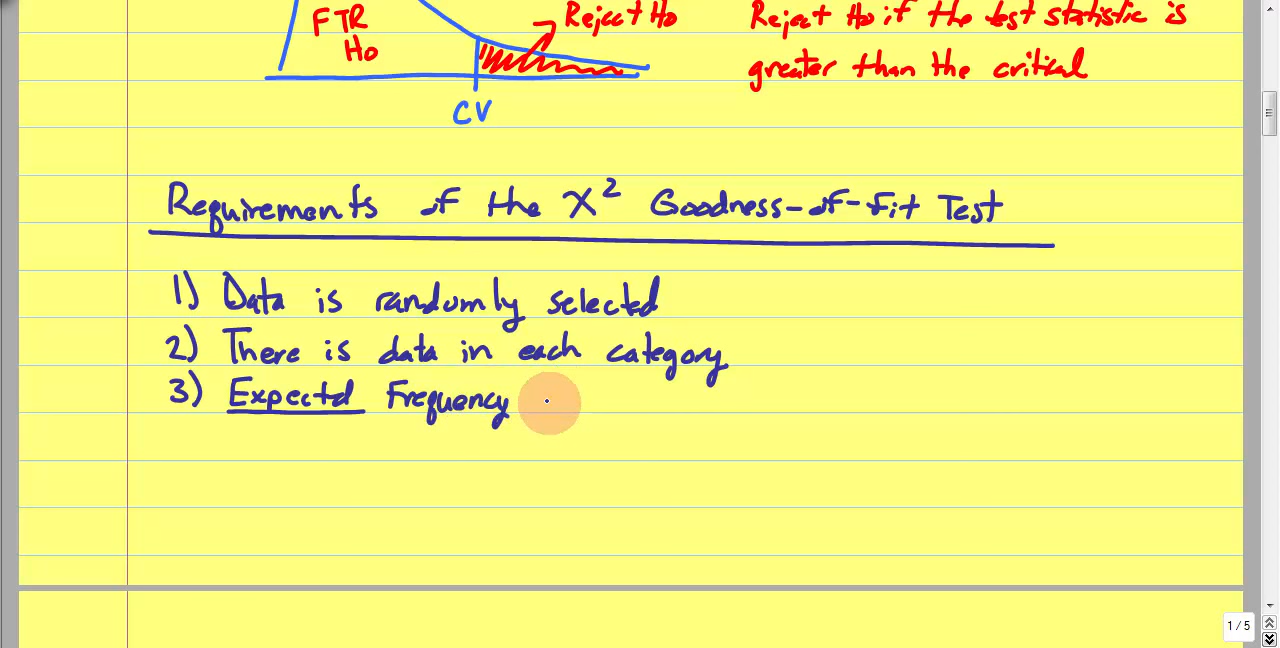 FTR
Ho
Reject Ho
Reject Ho if the test statistic is
greater than the critical
CV
Requirements of the X² Goodness-of-fit Test
1) Data is randomly selected
2) There is data in each category
3) Expected Frequency
1 / 5